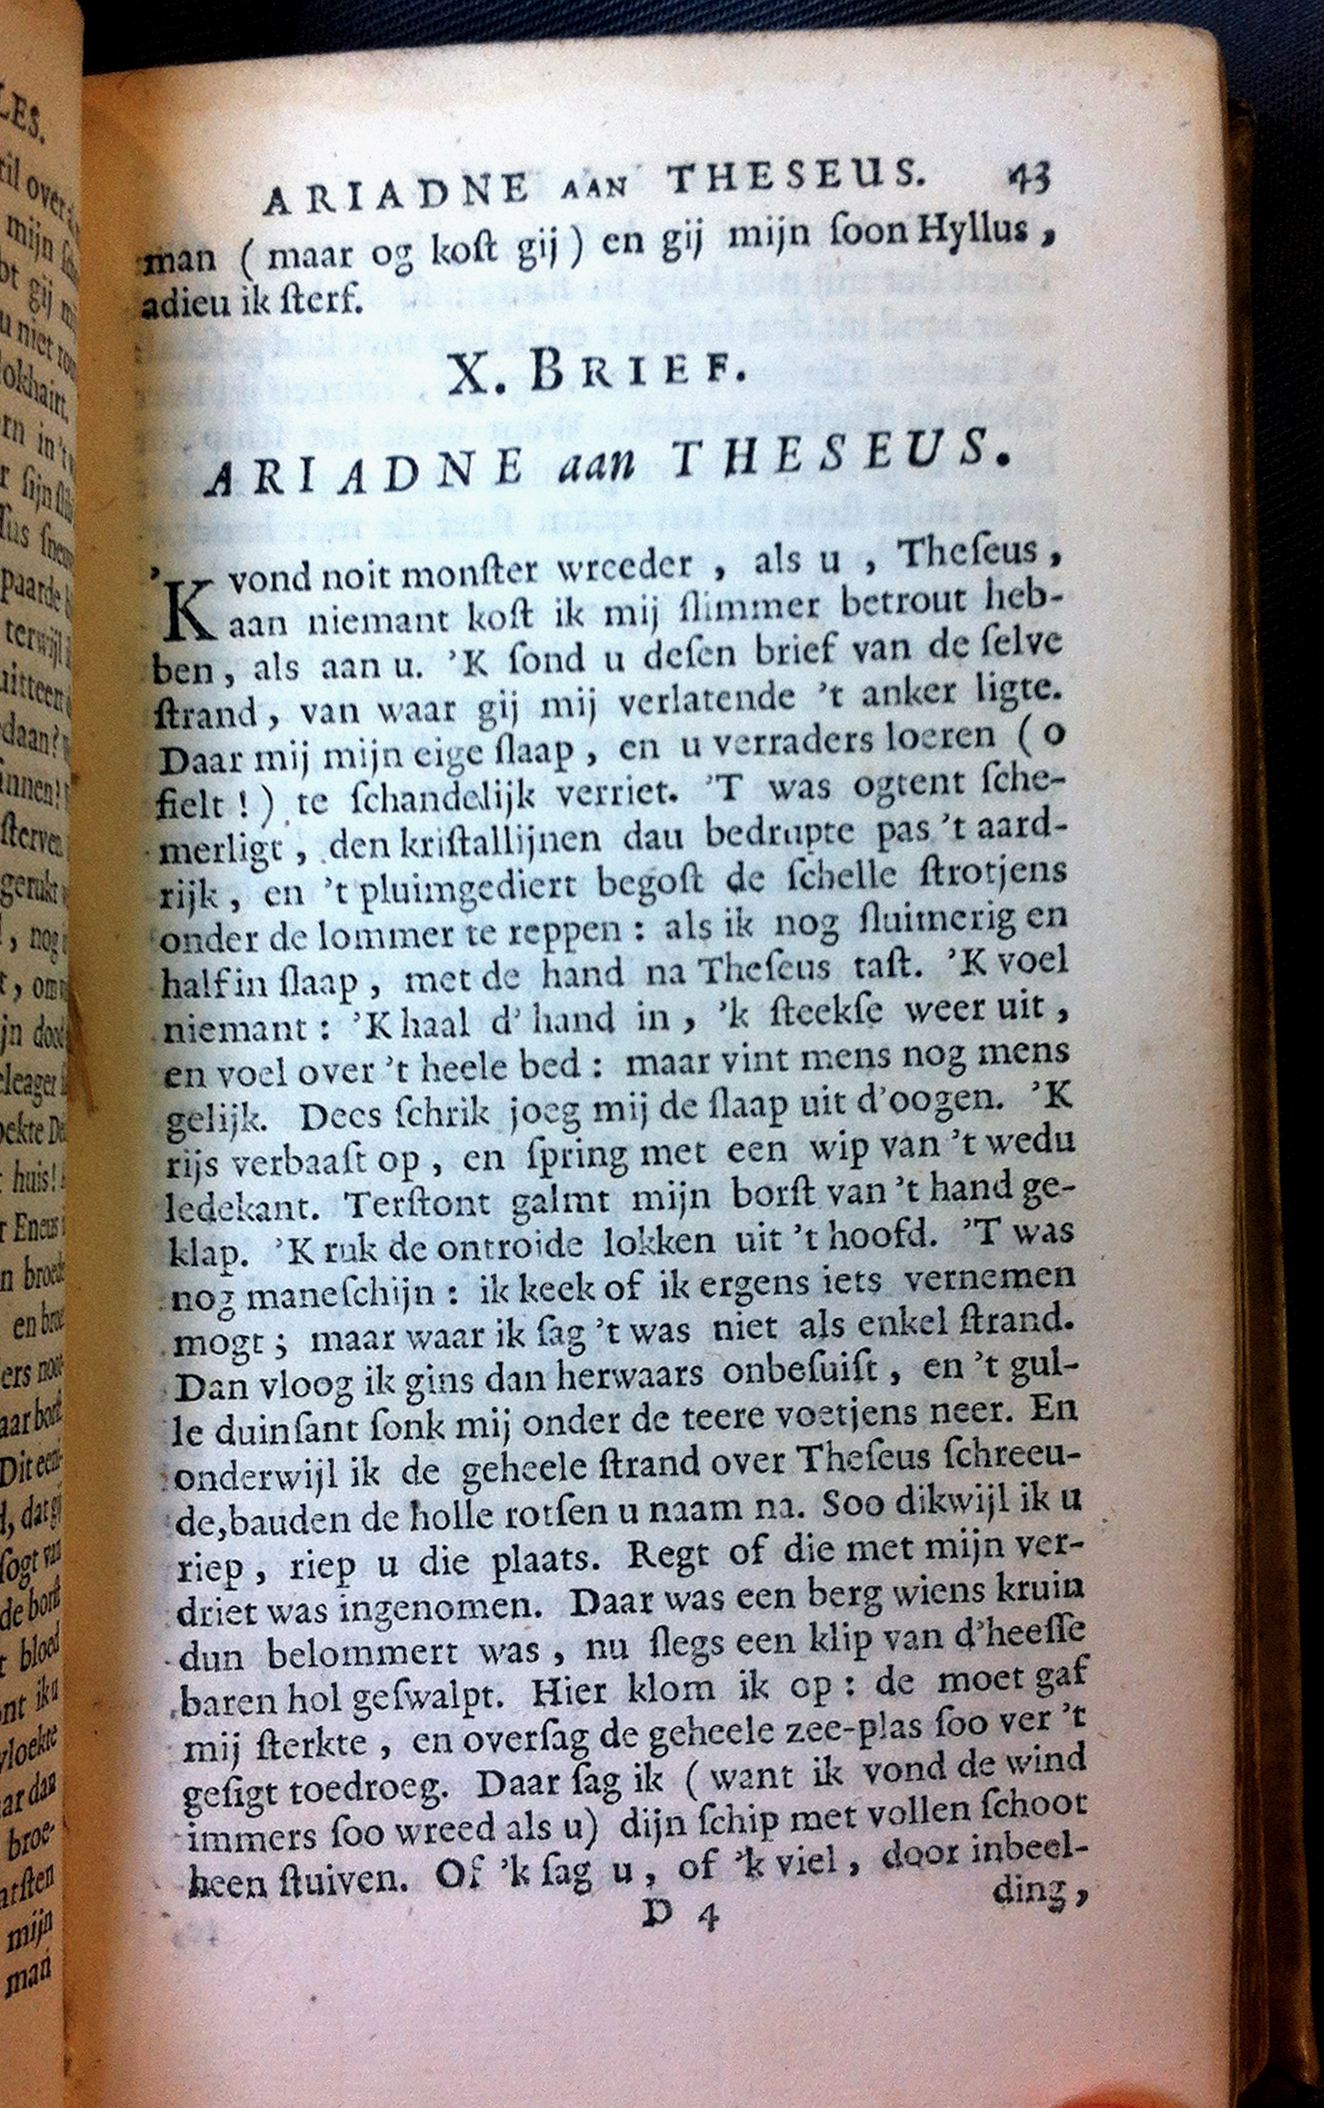 ARIADNE AAN THESEUS. 43
man ( maar og koſt gij ) en gij mijn ſoon Hyllus ,
adieu ik ſterf.
X. BRIEF.
ARIADNE aan THESEUS.
'K vond noit monſter wreeder , als u , Theſeus ,
aan niemant koſt ik mij ſlimmer betrout heb-
ben , als aan u. 'K ſond u deſen brief van de ſelve
ſtrand , van waar gij mij verlatende 't anker ligte.
Daar mij mijn eige ſlaap , en u verraders loeren ( o
fielt ! ) te ſchandelijk verriet. 'T was ogtent ſche-
merligt , den kriſtallijnen dau bedrupte pas 't aard-
rijk , en 't pluimgediert begoſt de ſchelle ſtrotjens
onder de lommer te reppen : als ik nog ſluimerig en
half in ſlaap , met de hand na Theſeus taſt. 'K voel
niemant : 'K haal d' hand in , 'k ſteekſe weer uit ,
en voel over 't heele bed : maar vint mens nog mens
gelijk. Dees ſchrik joeg mij de ſlaap uit d'oogen. 'K
rijs verbaaſt op , en ſpring met een wip van 't wedu
ledekant. Terſtont galmt mijn borſt van 't hand ge-
klap. 'K ruk de ontroide lokken uit 't hoofd. 'T was
nog maneſchijn : ik keek of ik ergens iets vernemen
mogt ; maar waar ik ſag 't was niet als enkel ſtrand.
Dan vloog ik gins dan herwaars onbeſuiſt , en 't gul-
le duinſant ſonk mij onder de teere voetjens neer. En
onderwijl ik de geheele ſtrand over Theſeus ſchreeu-
de,bauden de holle rotſen u naam na. Soo dikwijl ik u
riep , riep u die plaats. Regt of die met mijn ver-
driet was ingenomen. Daar was een berg wiens kruin
dun belommert was , nu ſlegs een klip van d'heeſſe
baren hol geſwalpt. Hier klom ik op : de moet gaf
mij ſterkte , en overſag de geheele zee-plas ſoo ver 't
geſigt toedroeg. Daar ſag ik ( want ik vond de wind
immers ſoo wreed als u) dijn ſchip met vollen ſchoot
heen ſtuiven. Of 'k ſag u , of 'k viel , door inbeel-
D 4 ding ,